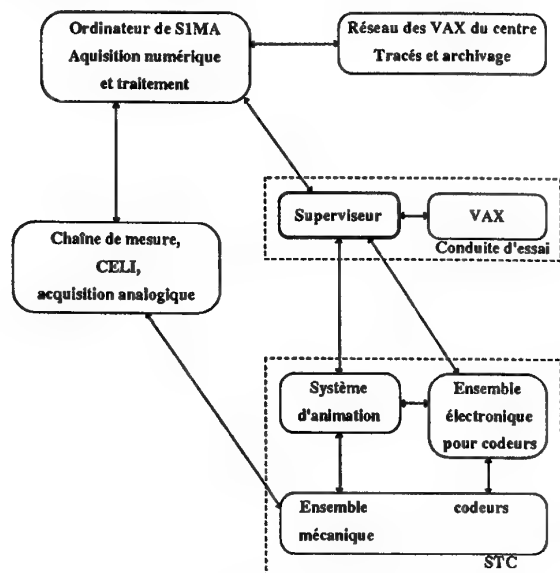 Ordinateur de S1MA
Aquisition numérique
et traitement
Réseau des VAX du centre
Tracés et archivage
Superviseur
VAX
Conduite d'essai
Chaîne de mesure,
CELI,
acquisition analogique
Système
d'animation
Ensemble
électronique
pour codeurs
Ensemble
mécanique
codeurs
STC